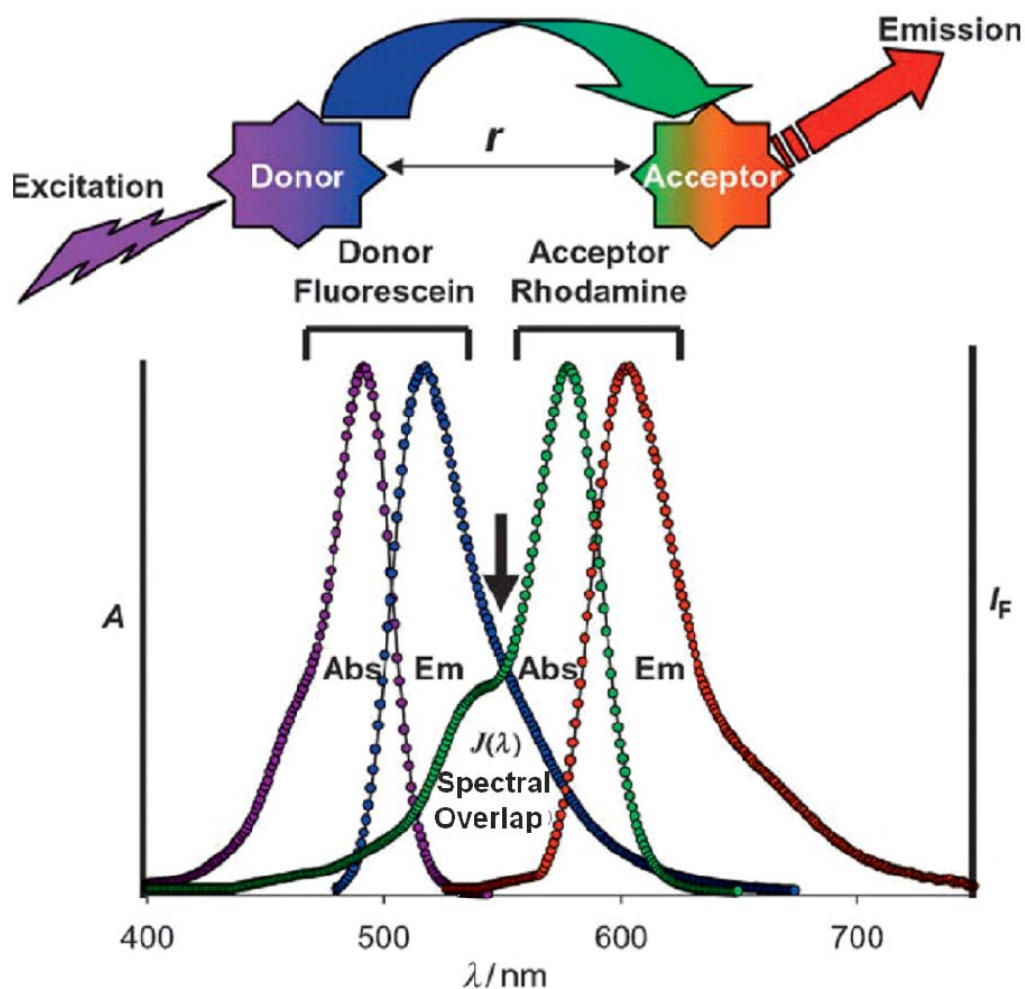 Emission
r
Donor
Acceptor
Excitation
Donor
Fluorescein
Acceptor
Rhodamine
A
I_F
Abs
Em
Abs
Em
J(λ)
Spectral
Overlap
400
500
600
700
λ/nm